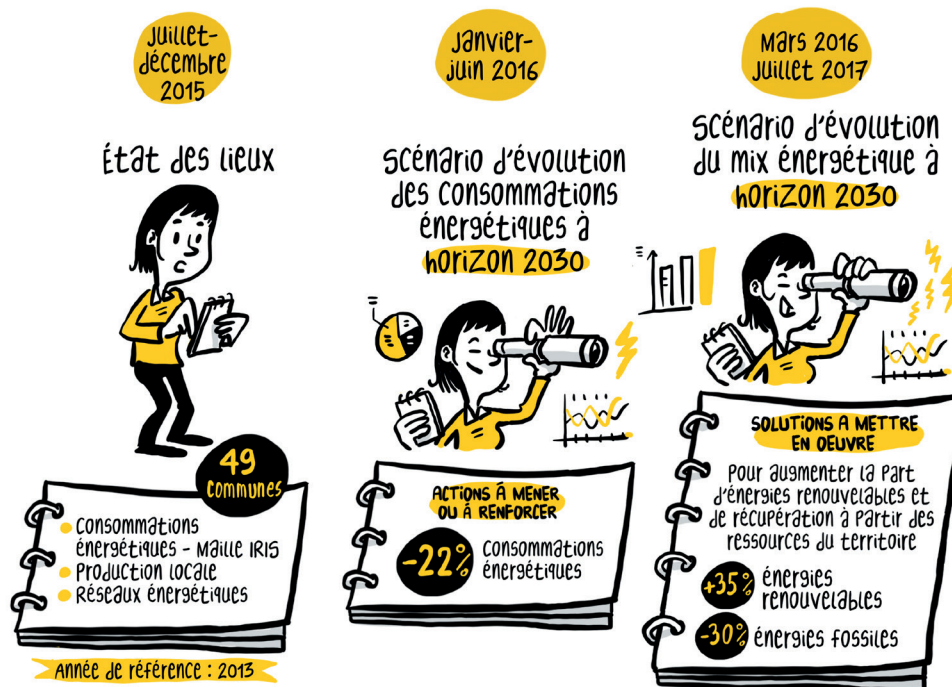 Juillet-
décembre
2015
État des lieux
49
communes
Consommations
énergétiques - Maille IRIS
Production locale
Réseaux énergétiques
Année de référence : 2013
Janvier-
juin 2016
Scénario d'évolution
des consommations
énergétiques à
horizon 2030
ACTIONS À MENER
OU À RENFORCER
-22%
Consommations
énergétiques
Mars 2016
Juillet 2017
Scénario d'évolution
du mix énergétique à
horizon 2030
SOLUTIONS A METTRE
EN OEUVRE
Pour augmenter la part
d'énergies renouvelables et
de récupération à partir des
ressources du territoire
+35% énergies
renouvelables
-30% énergies fossiles